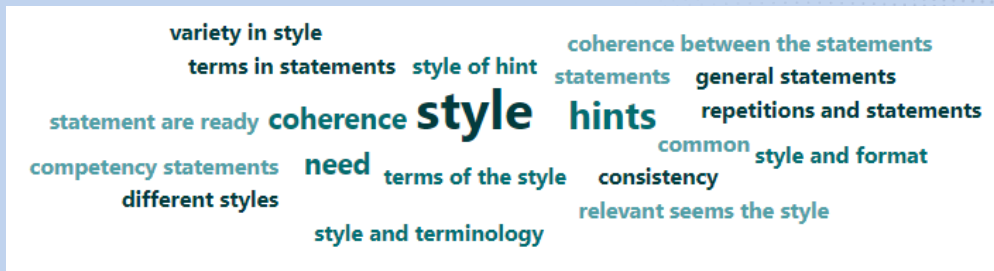 variety in style
coherence between the statements
terms in statements style of hint
statements general statements
style hints
repetitions and statements
statement are ready coherence
common
style and format
competency statements need
terms of the style consistency
different styles
relevant seems the style
style and terminology